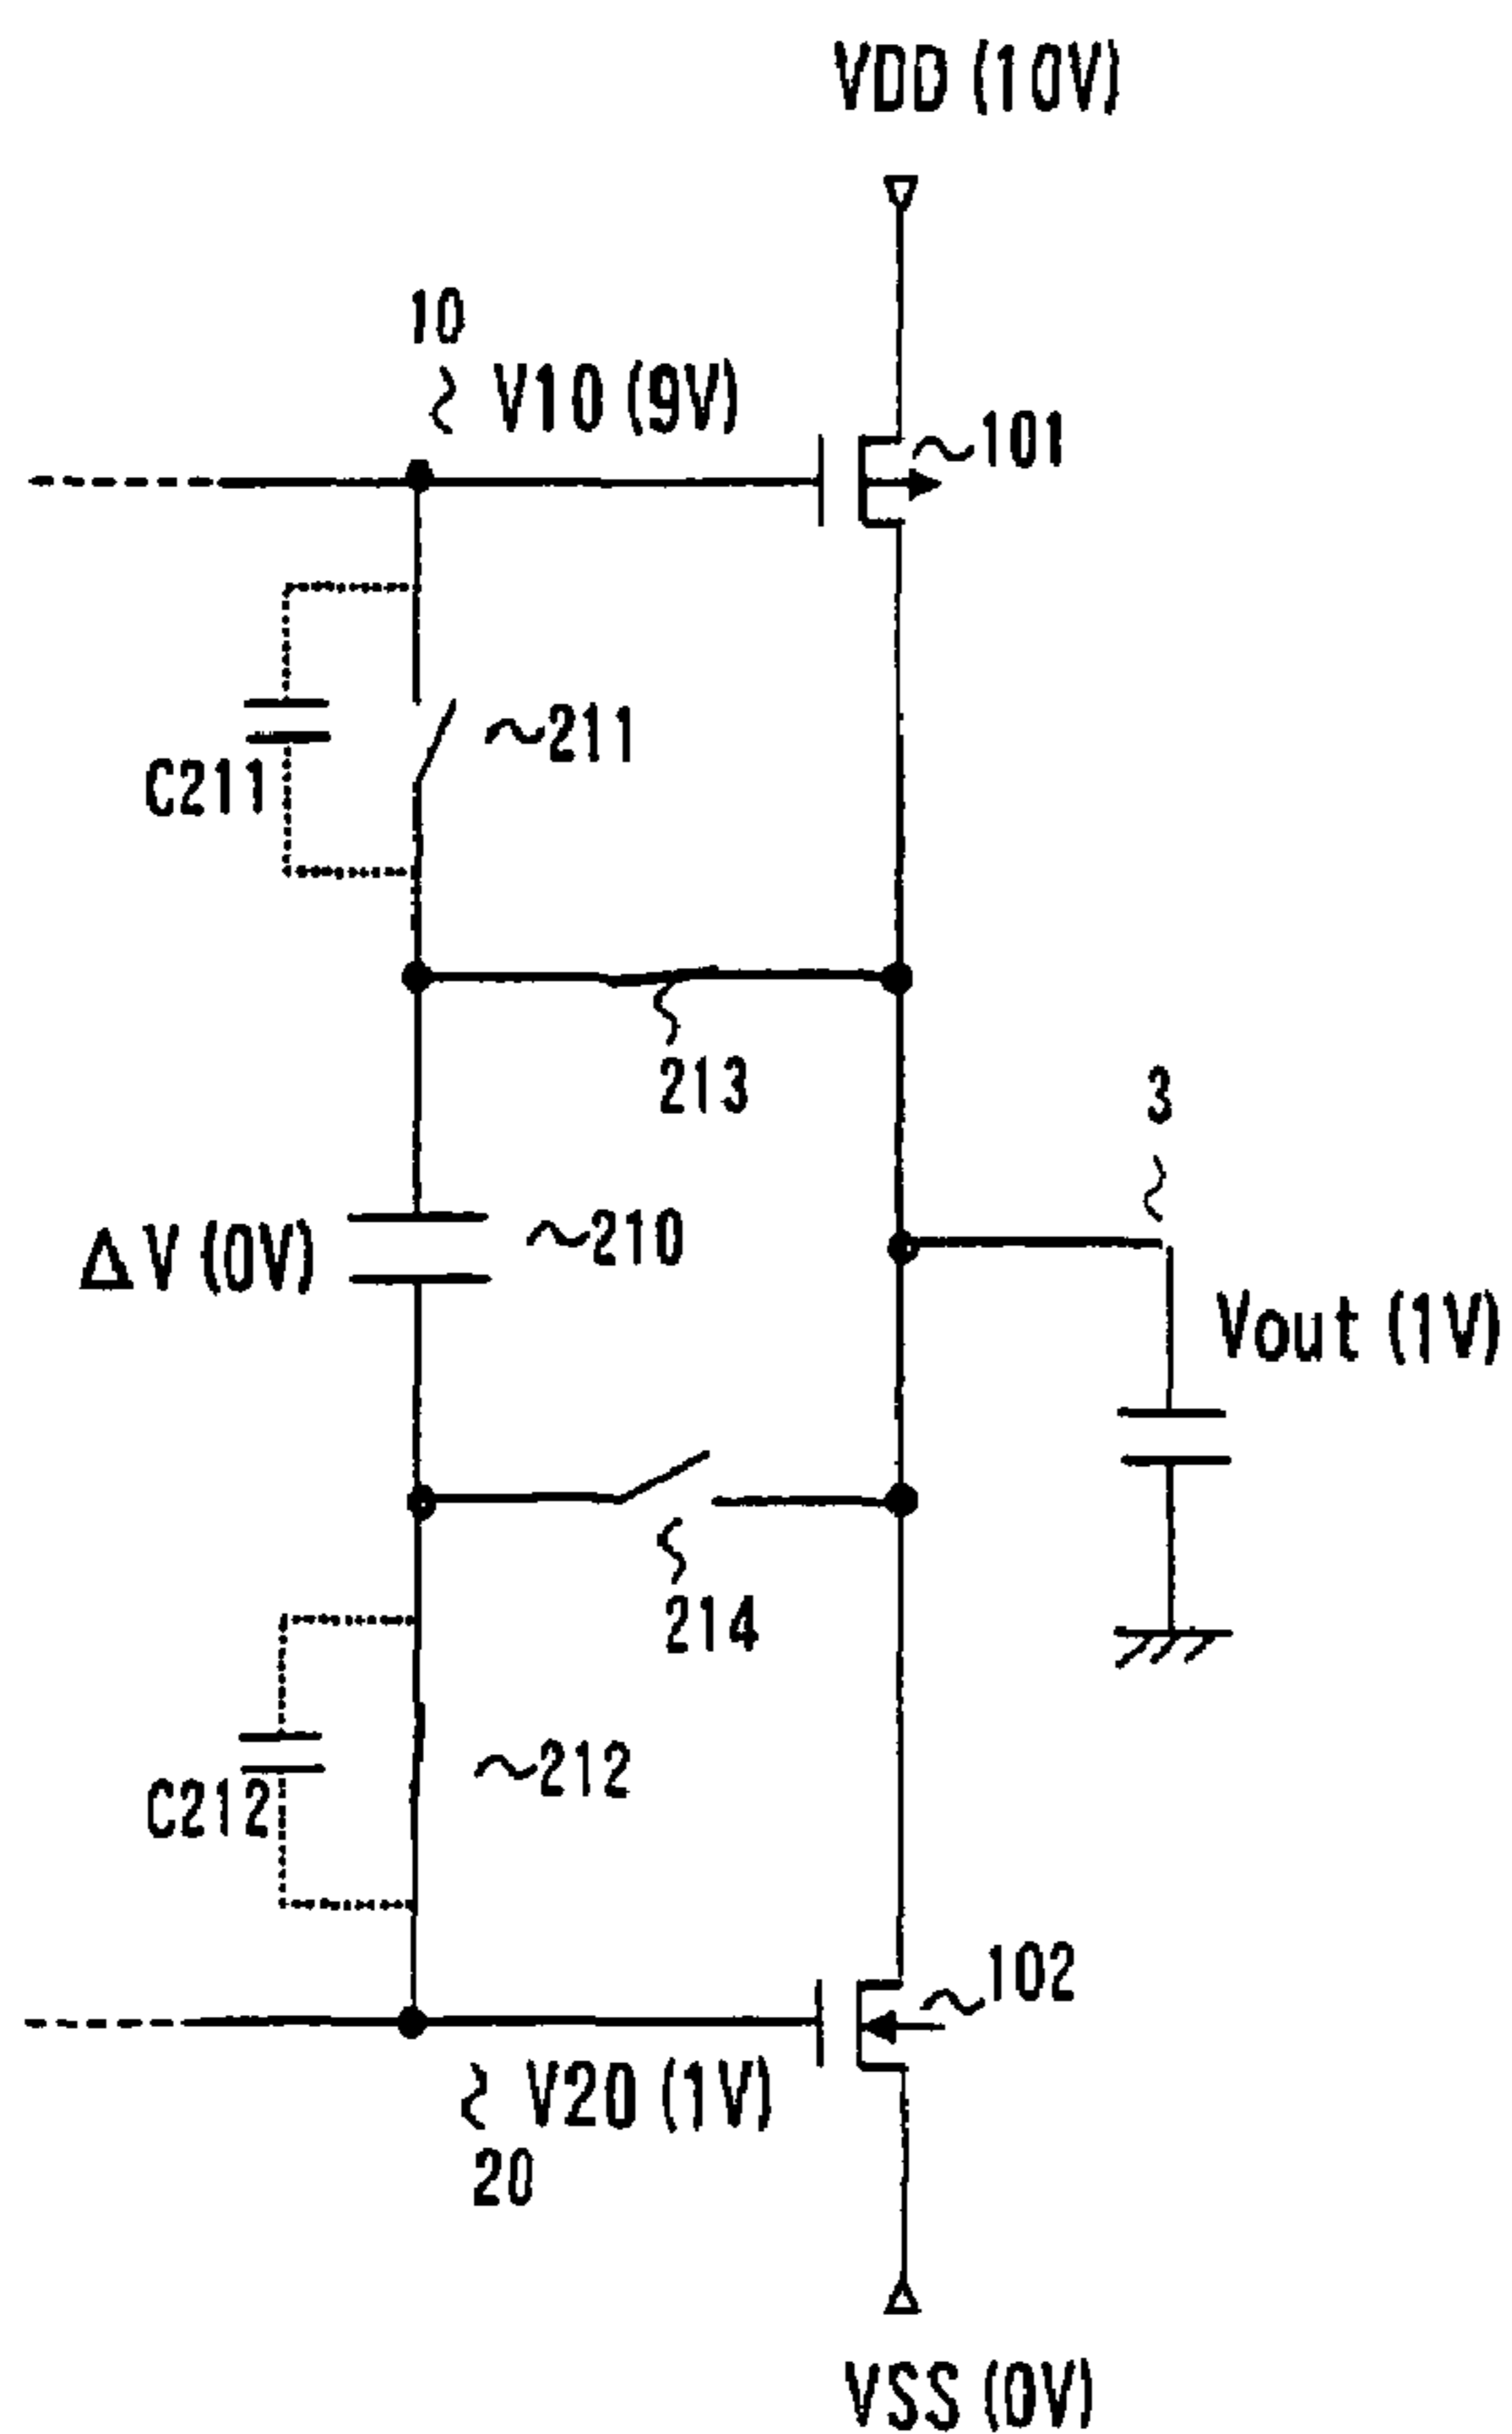 VDD (10V)
10
V10 (9V)
~101
~211
C211
213
3
ΔV (0V)
~210
Vout (1V)
214
~212
C212
~102
V20 (1V)
20
VSS (0V)